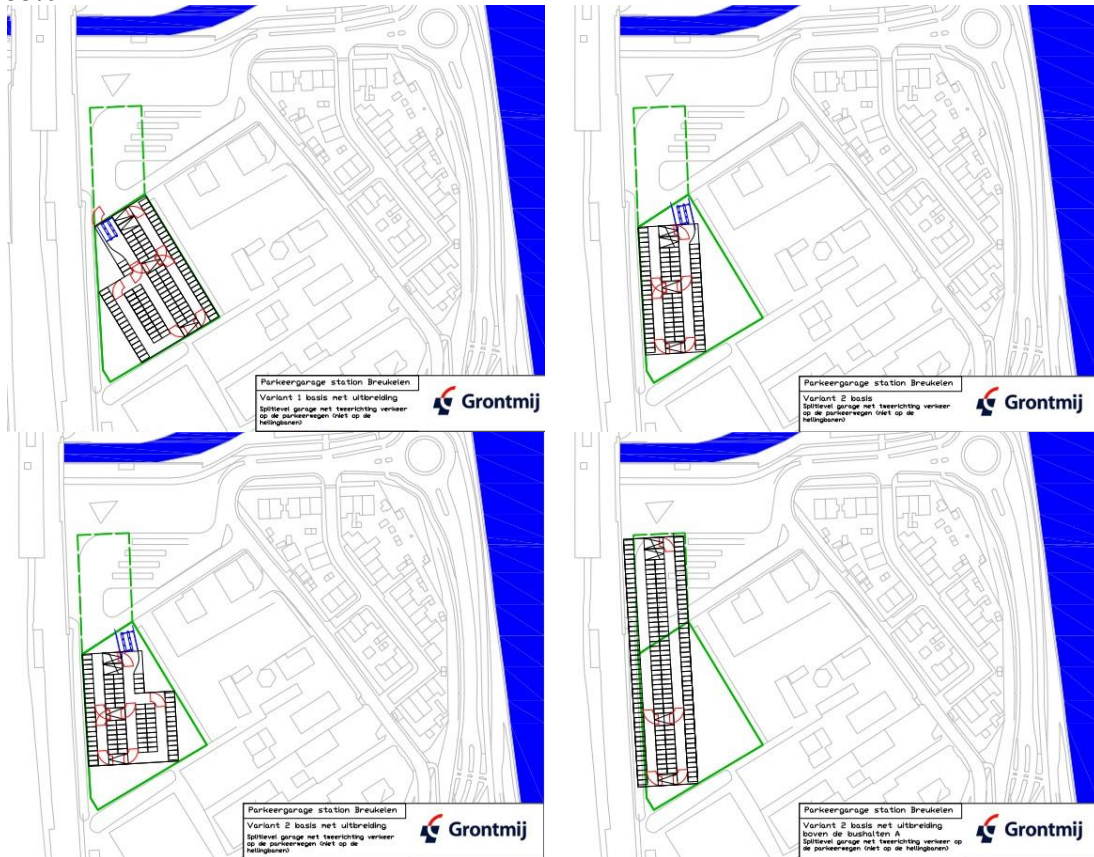 Parkeergarage station Breukelen
Variant 1 basis met uitbreiding
Splitlevel garage met tweerichting verkeer
op de parkeerwegen (niet op de
hellingbanen)
Grontmij
Parkeergarage station Breukelen
Variant 2 basis
Splitlevel garage met tweerichting verkeer
op de parkeerwegen (niet op de
hellingbanen)
Grontmij
Parkeergarage station Breukelen
Variant 2 basis met uitbreiding
Splitlevel garage met tweerichting verkeer
op de parkeerwegen (niet op de
hellingbanen)
Grontmij
Parkeergarage station Breukelen
Variant 2 basis met uitbreiding
boven de bushalten A
Splitlevel garage met tweerichting verkeer op
de parkeerwegen (niet op de hellingbanen)
Grontmij